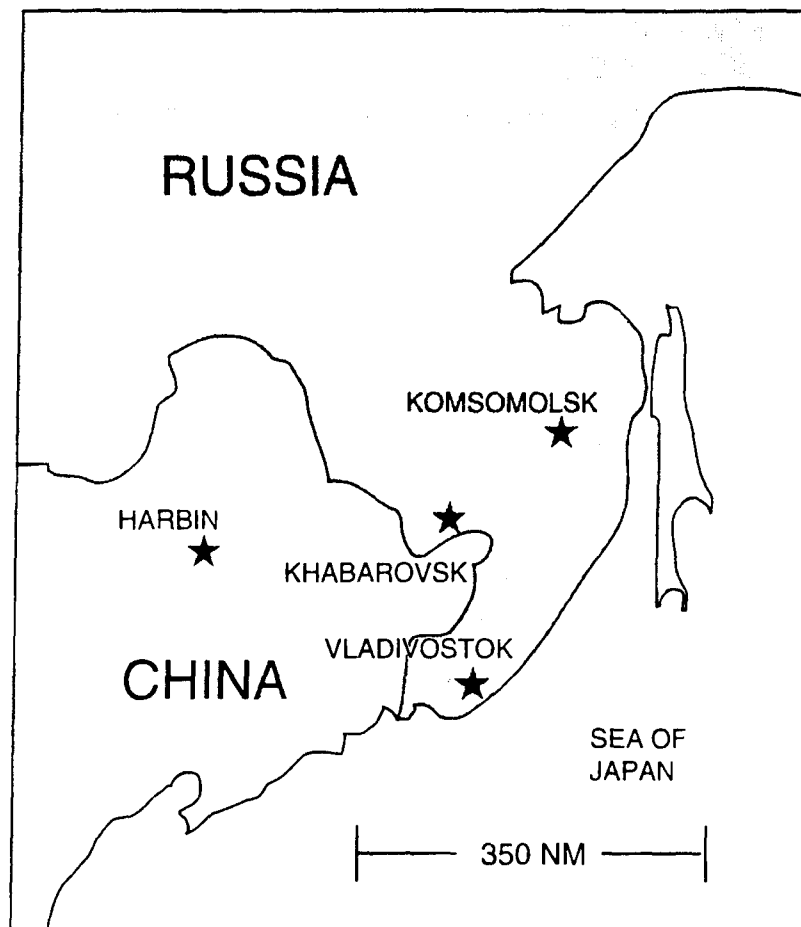 RUSSIA
KOMSOMOLSK
HARBIN
KHABAROVSK
VLADIVOSTOK
CHINA
SEA OF
JAPAN
350 NM